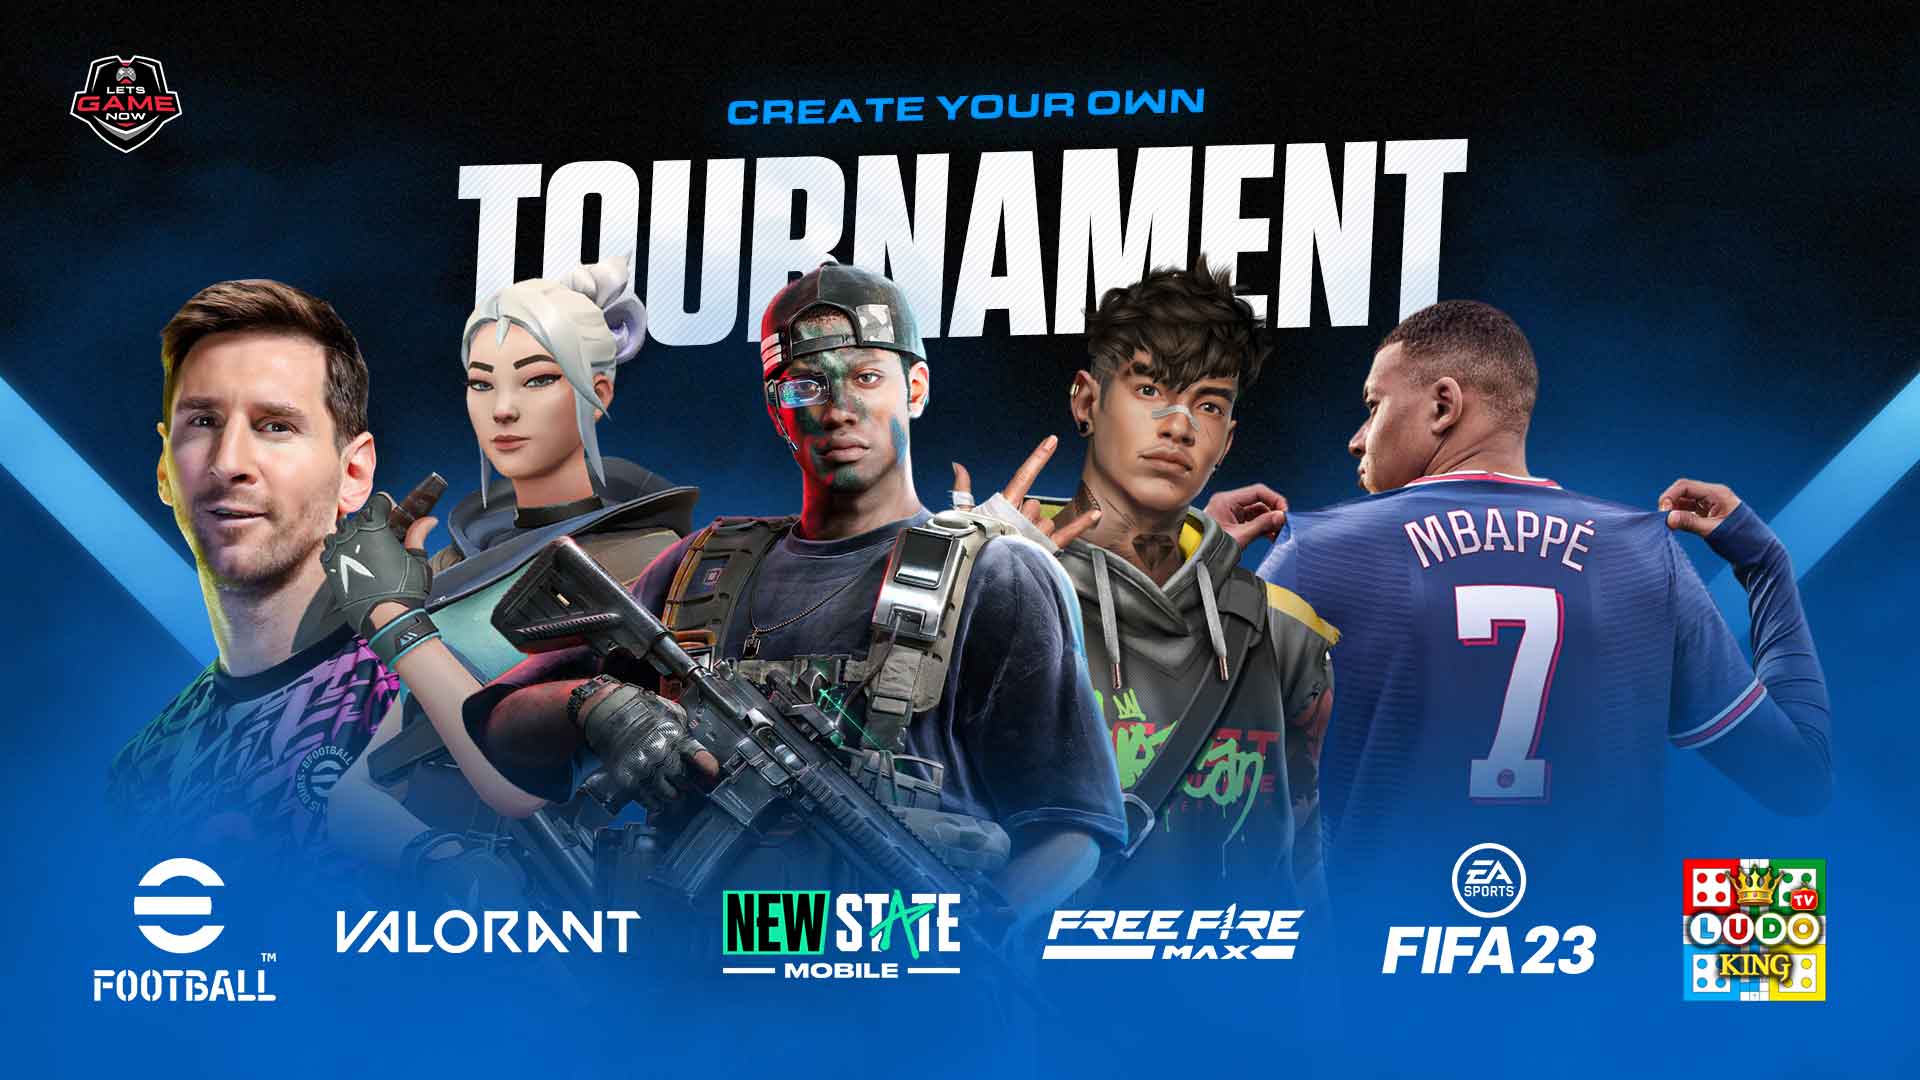 LETS
GAME
NOW
CREATE YOUR OWN
TOURNAMENT
MBAPPÉ
7
FOOTBALL
TM
VALORANT
NEW STATE
MOBILE
FREE FIRE
MAX
EA
SPORTS
FIFA 23
TV
LUDO
KING